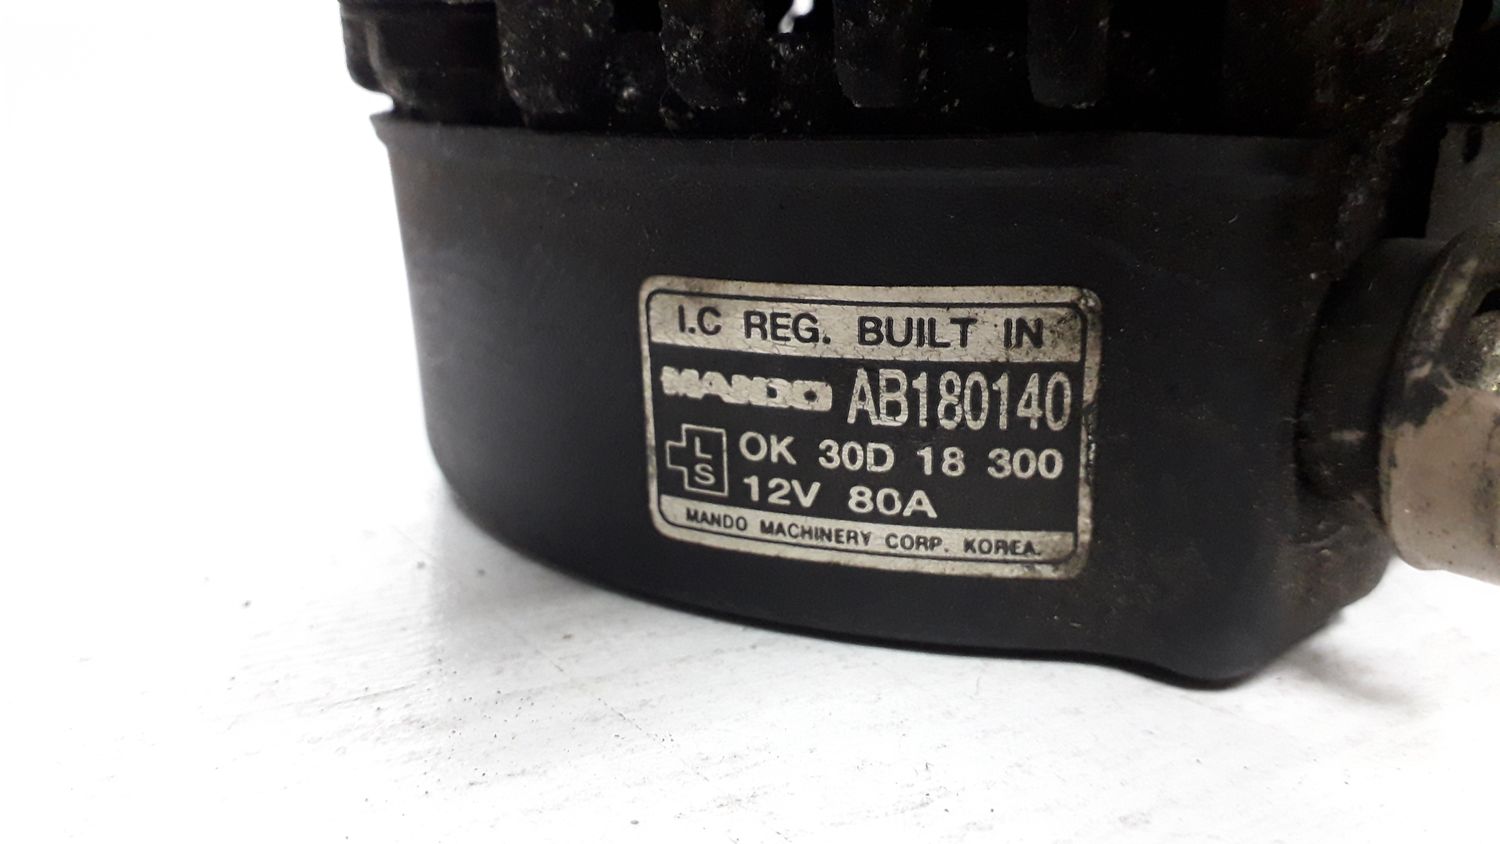 I.C REG. BUILT IN
MANDO AB180140
L
S
OK 30D 18 300
12V 80A
MANDO MACHINERY CORP. KOREA.